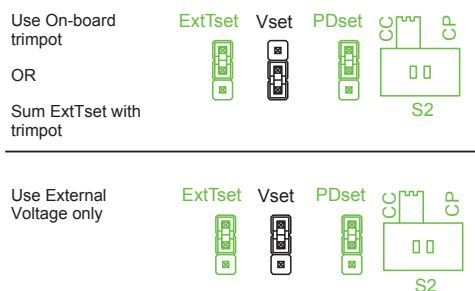 Use On-board
trimpot
OR
Sum ExtTset with
trimpot
ExtTset Vset PDset
CC
CP
S2
Use External
Voltage only
ExtTset Vset PDset
CC
CP
S2